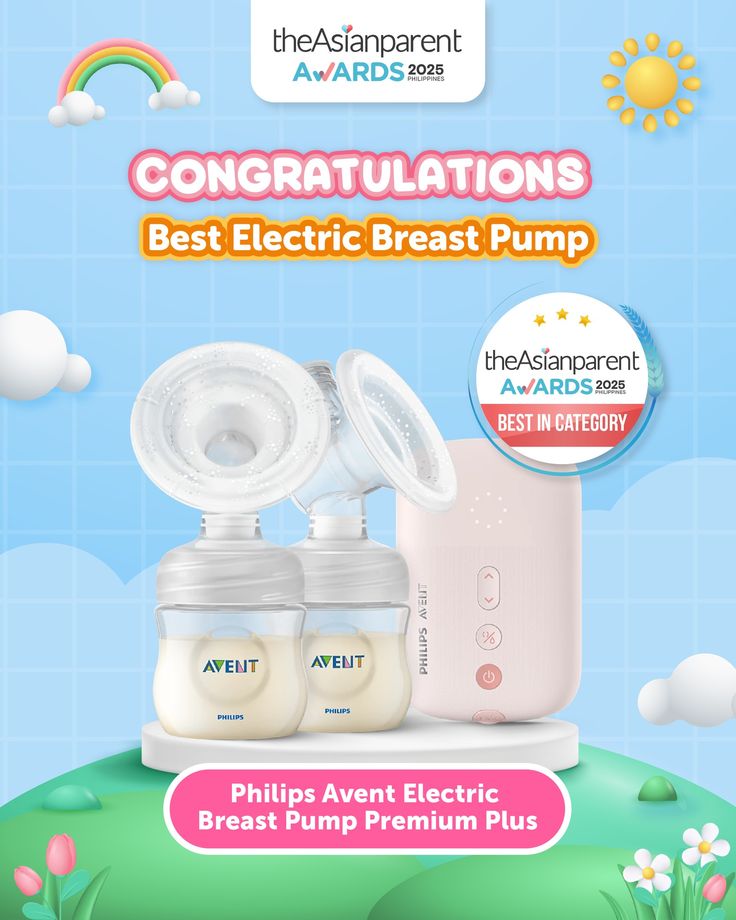 theAsianparent
AWARDS 2025
PHILIPPINES
CONGRATULATIONS
Best Electric Breast Pump
theAsianparent
AWARDS 2025
PHILIPPINES
BEST IN CATEGORY
AVENT
PHILIPS
AVENT
PHILIPS
PHILIPS AVENT
Philips Avent Electric
Breast Pump Premium Plus